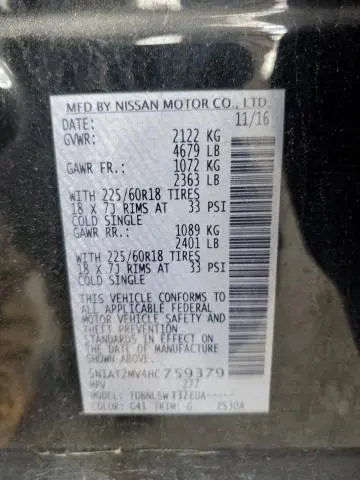 MFD BY NISSAN MOTOR CO., LTD.
DATE: 11/16
GVWR: 2122 KG
4679 LB
GAWR FR.: 1072 KG
2363 LB
WITH 225/60R18 TIRES
18 X 7J RIMS AT 33 PSI
COLD SINGLE
GAWR RR.: 1089 KG
2401 LB
WITH 225/60R18 TIRES
18 X 7J RIMS AT 33 PSI
COLD SINGLE
THIS VEHICLE CONFORMS TO
ALL APPLICABLE FEDERAL
MOTOR VEHICLE SAFETY AND
THEFT PREVENTION
STANDARDS IN EFFECT ON
THE DATE OF MANUFACTURE
SHOWN ABOVE.
5N1AT2MV4HC759379
MPV 277
COLOR: G41 TRIM: G